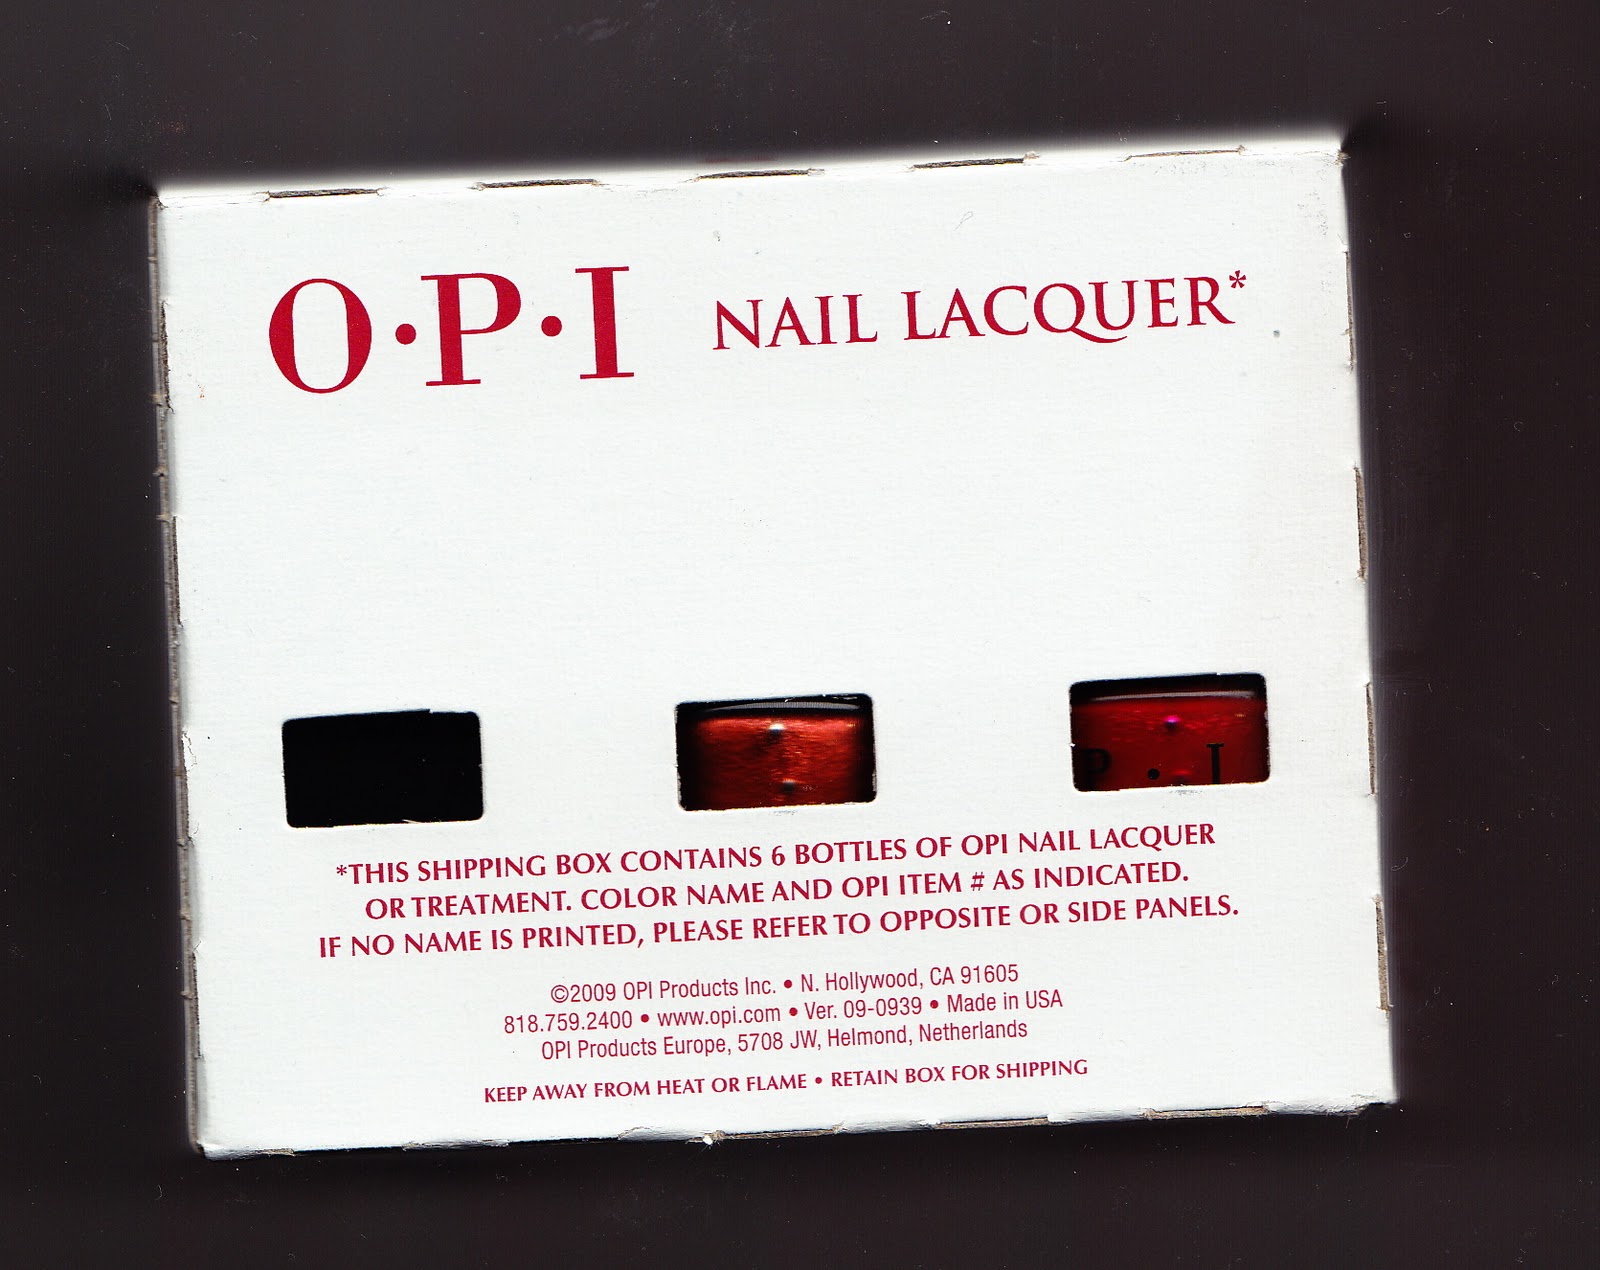 O·P·I NAIL LACQUER*
P · I
*THIS SHIPPING BOX CONTAINS 6 BOTTLES OF OPI NAIL LACQUER
OR TREATMENT. COLOR NAME AND OPI ITEM # AS INDICATED.
IF NO NAME IS PRINTED, PLEASE REFER TO OPPOSITE OR SIDE PANELS.
©2009 OPI Products Inc. • N. Hollywood, CA 91605
818.759.2400 • www.opi.com • Ver. 09-0939 • Made in USA
OPI Products Europe, 5708 JW, Helmond, Netherlands
KEEP AWAY FROM HEAT OR FLAME • RETAIN BOX FOR SHIPPING